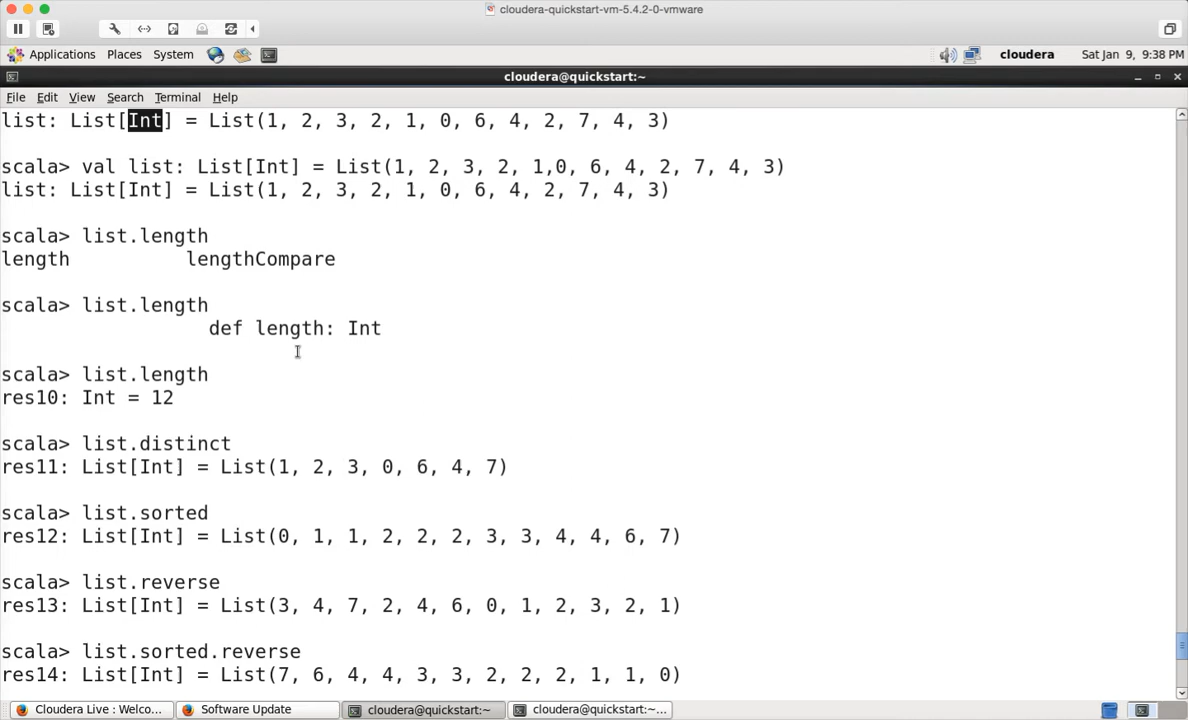 cloudera-quickstart-vm-5.4.2-0-vmware
Applications Places System cloudera Sat Jan 9, 9:38 PM
cloudera@quickstart:~
File Edit View Search Terminal Help
list: List[Int] = List(1, 2, 3, 2, 1, 0, 6, 4, 2, 7, 4, 3)
scala> val list: List[Int] = List(1, 2, 3, 2, 1,0, 6, 4, 2, 7, 4, 3)
list: List[Int] = List(1, 2, 3, 2, 1, 0, 6, 4, 2, 7, 4, 3)
scala> list.length
length lengthCompare
scala> list.length
def length: Int
scala> list.length
res10: Int = 12
scala> list.distinct
res11: List[Int] = List(1, 2, 3, 0, 6, 4, 7)
scala> list.sorted
res12: List[Int] = List(0, 1, 1, 2, 2, 2, 3, 3, 4, 4, 6, 7)
scala> list.reverse
res13: List[Int] = List(3, 4, 7, 2, 4, 6, 0, 1, 2, 3, 2, 1)
scala> list.sorted.reverse
res14: List[Int] = List(7, 6, 4, 4, 3, 3, 2, 2, 2, 1, 1, 0)
Cloudera Live : Welco... Software Update cloudera@quickstart:~ cloudera@quickstart:~...